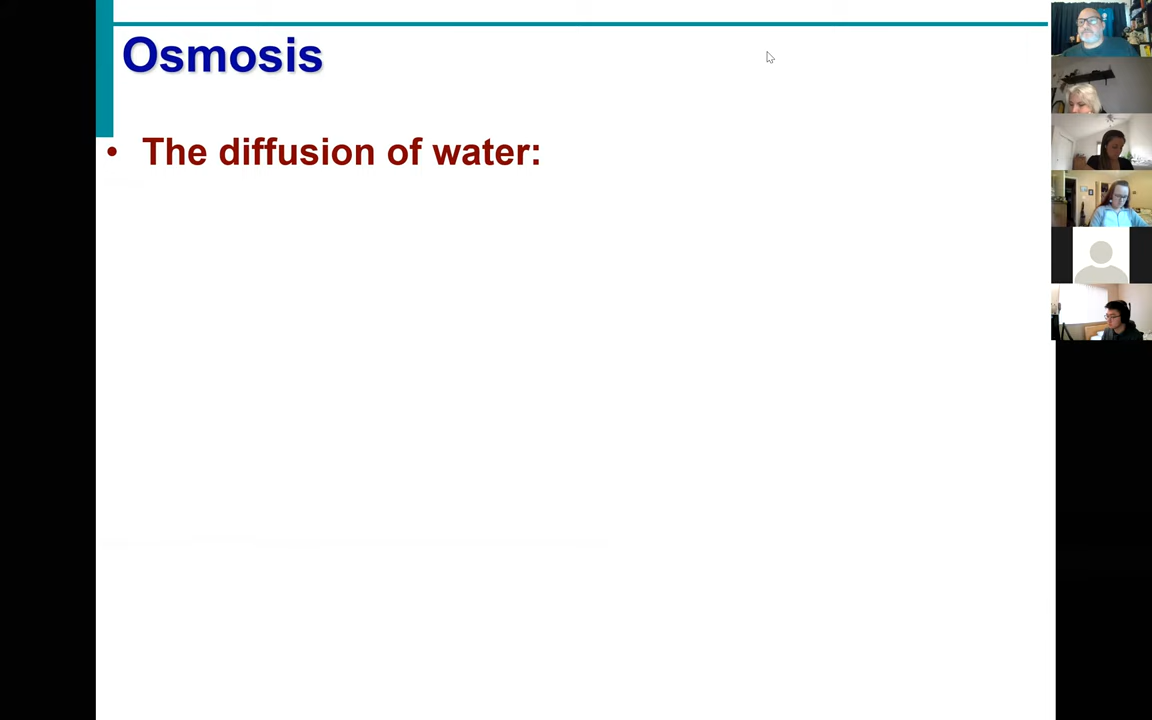 Osmosis
• The diffusion of water: